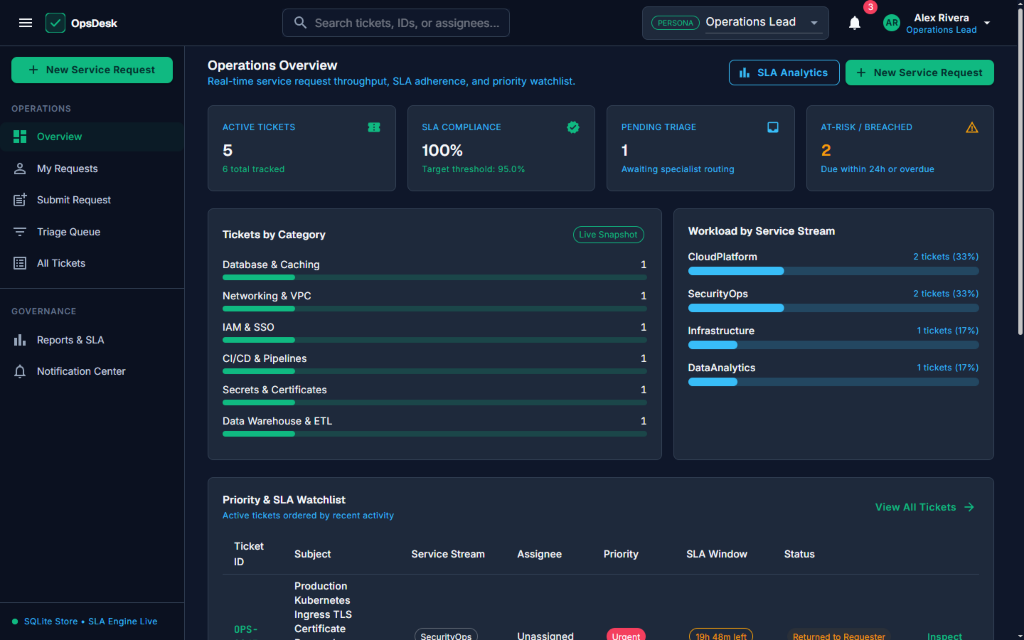 OpsDesk
Search tickets, IDs, or assignees...
PERSONA Operations Lead
3
AR
Alex Rivera
Operations Lead
New Service Request
OPERATIONS
Overview
My Requests
Submit Request
Triage Queue
All Tickets
GOVERNANCE
Reports & SLA
Notification Center
SQLite Store • SLA Engine Live
Operations Overview
Real-time service request throughput, SLA adherence, and priority watchlist.
SLA Analytics
New Service Request
ACTIVE TICKETS
5
6 total tracked
SLA COMPLIANCE
100%
Target threshold: 95.0%
PENDING TRIAGE
1
Awaiting specialist routing
AT-RISK / BREACHED
2
Due within 24h or overdue
Tickets by Category
Live Snapshot
Database & Caching 1
Networking & VPC 1
IAM & SSO 1
CI/CD & Pipelines 1
Secrets & Certificates 1
Data Warehouse & ETL 1
Workload by Service Stream
CloudPlatform 2 tickets (33%)
SecurityOps 2 tickets (33%)
Infrastructure 1 tickets (17%)
DataAnalytics 1 tickets (17%)
Priority & SLA Watchlist
Active tickets ordered by recent activity
View All Tickets
Ticket ID Subject Service Stream Assignee Priority SLA Window Status
Production
Kubernetes
Ingress TLS
Certificate
OPS-
SecurityOps Unassigned Urgent 19h 48m left Returned to Requester Inspect